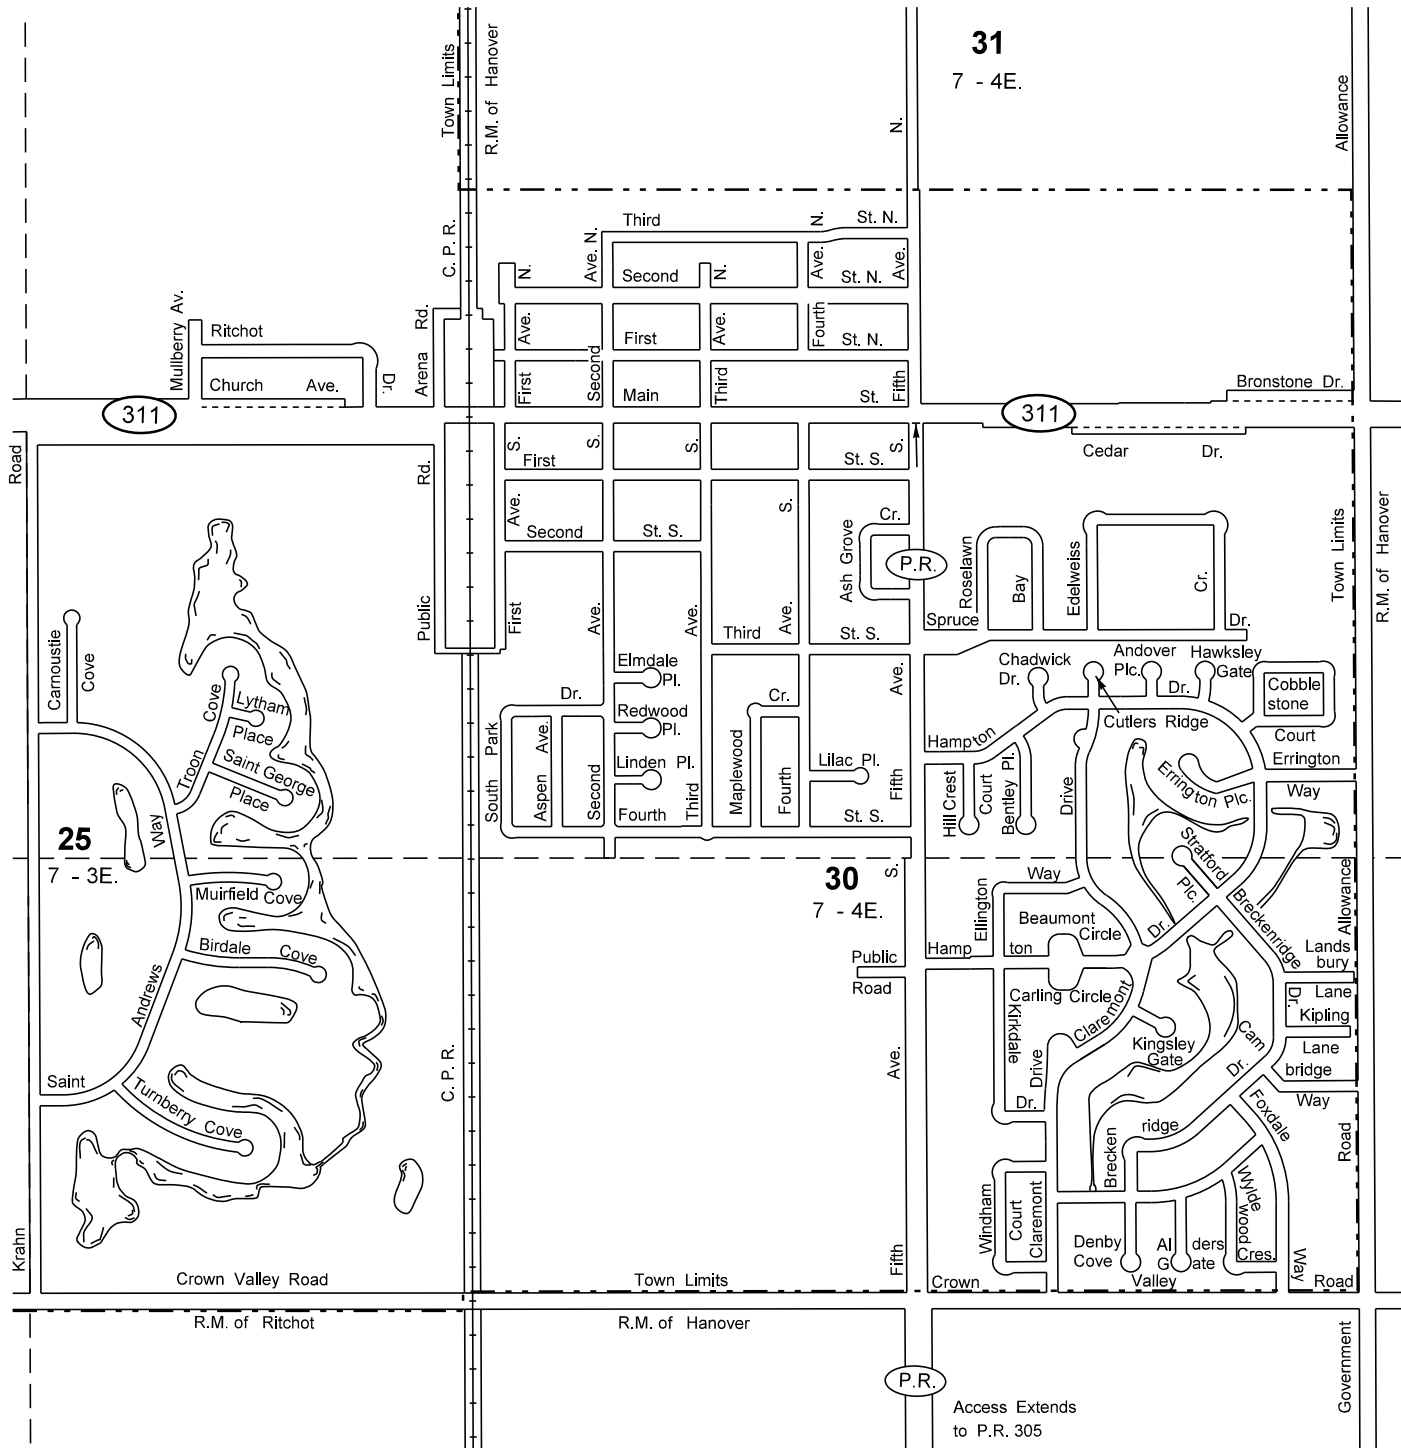 31
7 - 4E.
Town Limits
R.M. of Hanover
N.
Allowance
Third
N.
St. N.
C. P. R.
N.
Ave. N.
Second
N.
Ave.
St. N.
Ave.
Mullberry Av.
Ritchot
Rd.
Ave.
First
Ave.
Fourth
St. N.
Church Ave.
Dr.
Arena
First
Second
Main
Third
St.
Fifth
Bronstone Dr.
311
311
Road
Rd.
S.
First
S.
S.
St. S.
S.
Cedar Dr.
Ave.
Second
St. S.
S.
Ash Grove
Cr.
P.R.
Roselawn
Bay
Edelweiss
Cr.
Town Limits
R.M. of Hanover
Public
First
Ave.
Ave.
Third
Ave.
St. S.
Spruce
Dr.
Carnoustie
Cove
Elmdale
Pl.
Ave.
Chadwick
Dr.
Andover
Plc.
Hawksley
Gate
Cove
Lytham
Place
Dr.
Redwood
Pl.
Cr.
Dr.
Cobble
stone
Court
Cutlers Ridge
Hampton
Troon
Saint George
Place
South Park
Aspen Ave.
Second
Linden Pl.
Third
Maplewood
Fourth
Lilac Pl.
Fifth
Hill Crest
Court
Bentley Pl.
Drive
Errington Plc.
Errington
Way
Fourth
St. S.
Way
25
7 - 3E.
30
7 - 4E.
S.
Stratford
Plc.
Muirfield Cove
Way
Ellington
Beaumont
Circle
Dr.
Breckenridge
Allowance
Birdale Cove
Public
Road
Hamp ton
Lands
bury
Andrews
Carling Circle
Claremont
Dr.
Lane
Kirkdale
Kipling
Kingsley
Gate
Cam
Dr.
Lane
bridge
Saint
C. P. R.
Ave.
Drive
Dr.
Way
Turnberry Cove
ridge
Foxdale
Brecken
Road
Windham
Court
Claremont
Wylde
wood
Cres.
Krahn
Fifth
Denby
Cove
Al ders
G ate
Way
Crown Valley Road
Town Limits
Crown Valley Road
R.M. of Ritchot
R.M. of Hanover
P.R.
Government
Access Extends
to P.R. 305